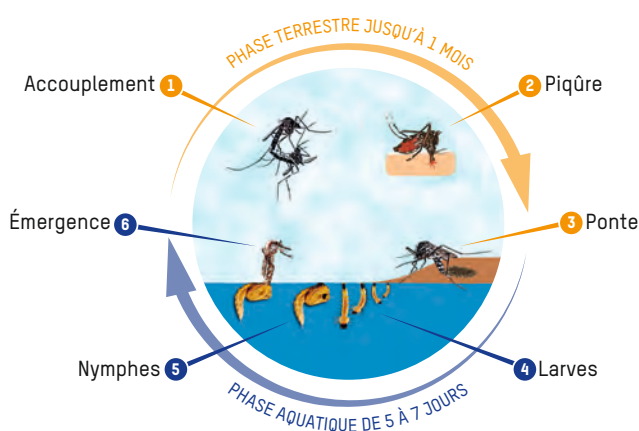 PHASE TERRESTRE JUSQU'À 1 MOIS
Accouplement 1
2 Piqûre
Émergence 6
3 Ponte
Nymphes 5
4 Larves
PHASE AQUATIQUE DE 5 À 7 JOURS